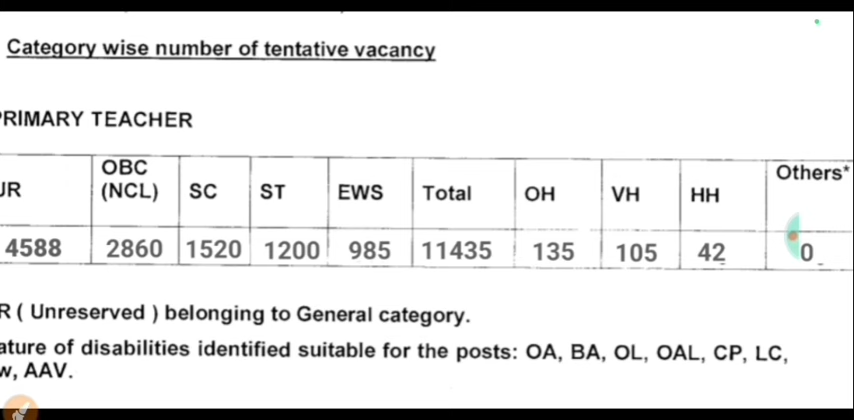 Category wise number of tentative vacancy
PRIMARY TEACHER
UR OBC (NCL) SC ST EWS Total OH VH HH Others*
4588 2860 1520 1200 985 11435 135 105 42 0
R ( Unreserved ) belonging to General category.
ature of disabilities identified suitable for the posts: OA, BA, OL, OAL, CP, LC,
w, AAV.